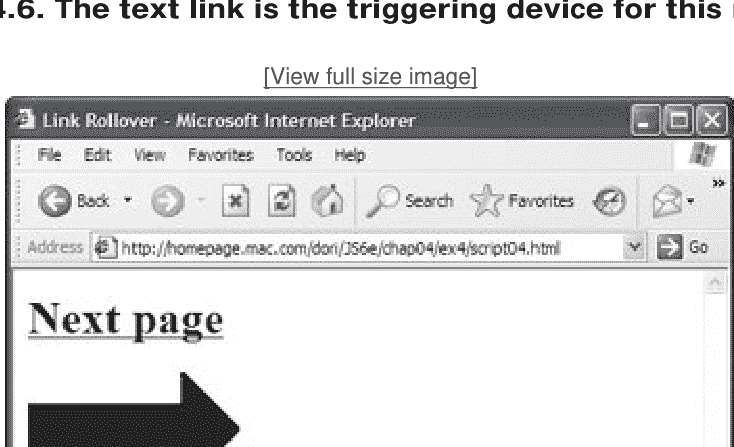 4.6. The text link is the triggering device for this
[View full size image]
Link Rollover - Microsoft Internet Explorer
File Edit View Favorites Tools Help
Back Search Favorites
Address http://homepage.mac.com/dori/JS6e/chap04/ex4/script04.html Go
Next page